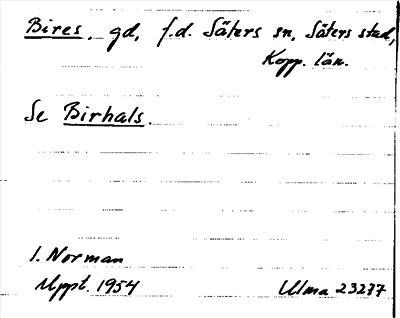 Bires, gd, f.d. Säters sn, Säters stad,
Kopp. län.
Se Birhals.
I. Norman
Uppt. 1954
Ulma 23237